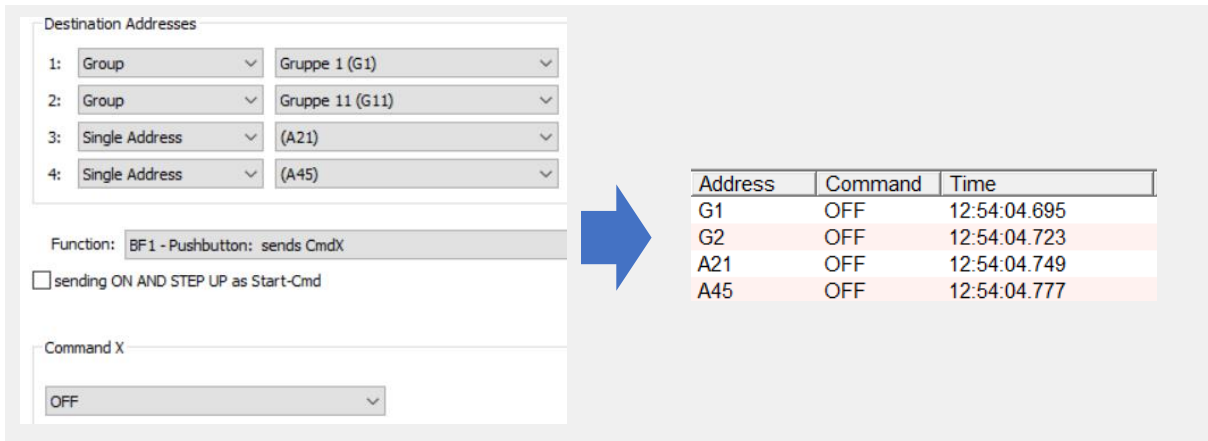 Destination Addresses
1: Group Gruppe 1 (G1)
2: Group Gruppe 11 (G11)
3: Single Address (A21)
4: Single Address (A45)
Function: BF1 - Pushbutton: sends CmdX
sending ON AND STEP UP as Start-Cmd
Command X
OFF
Address Command Time
G1 OFF 12:54:04.695
G2 OFF 12:54:04.723
A21 OFF 12:54:04.749
A45 OFF 12:54:04.777